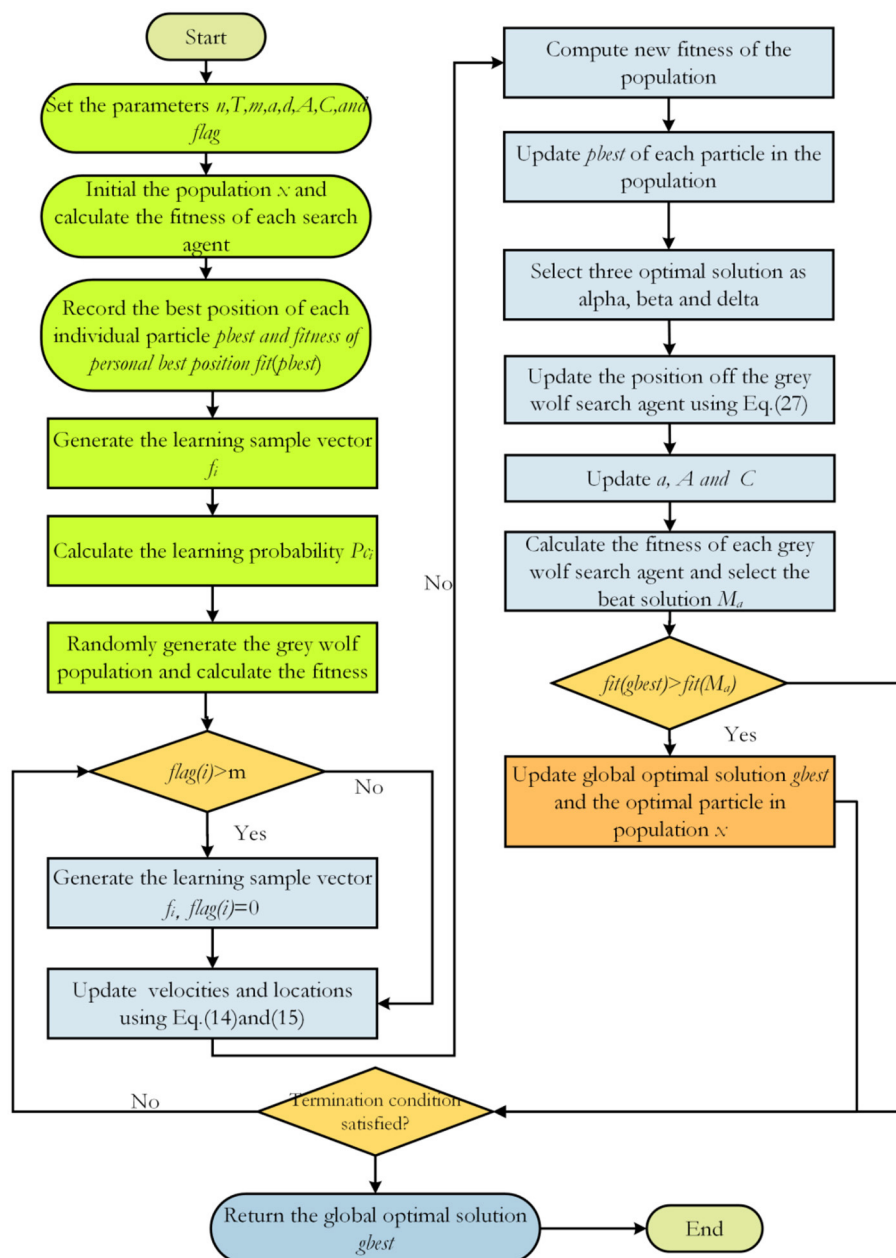 Start
Set the parameters n,T,m,a,d,A,C,and
flag
Initial the population x and
calculate the fitness of each search
agent
Record the best position of each
individual particle pbest and fitness of
personal best position fit(pbest)
Generate the learning sample vector
fi
Calculate the learning probability Pci
Randomly generate the grey wolf
population and calculate the fitness
flag(i)>m
No
Yes
Generate the learning sample vector
fi, flag(i)=0
Update velocities and locations
using Eq.(14)and(15)
No
Compute new fitness of the
population
Update pbest of each particle in the
population
Select three optimal solution as
alpha, beta and delta
Update the position off the grey
wolf search agent using Eq.(27)
Update a, A and C
Calculate the fitness of each grey
wolf search agent and select the
beat solution Ma
fit(gbest)>fit(Ma)
Yes
Update global optimal solution gbest
and the optimal particle in
population x
No
Termination condition
satisfied?
Return the global optimal solution
gbest
End